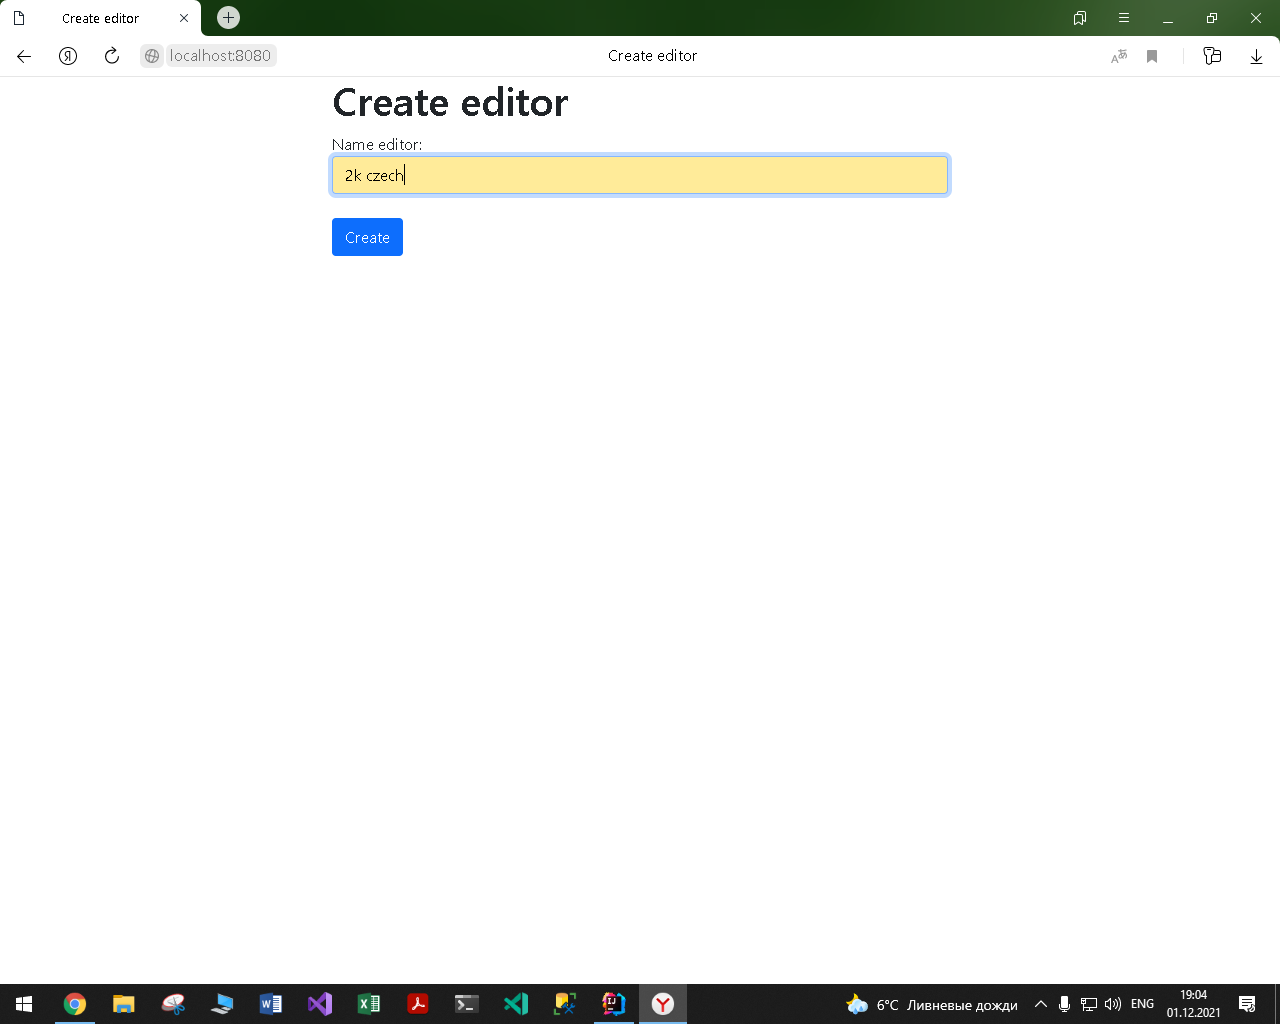 Create editor
localhost:8080
Create editor
Create editor
Name editor:
2k czech
Create
6°C Ливневые дожди
ENG
19:04
01.12.2021